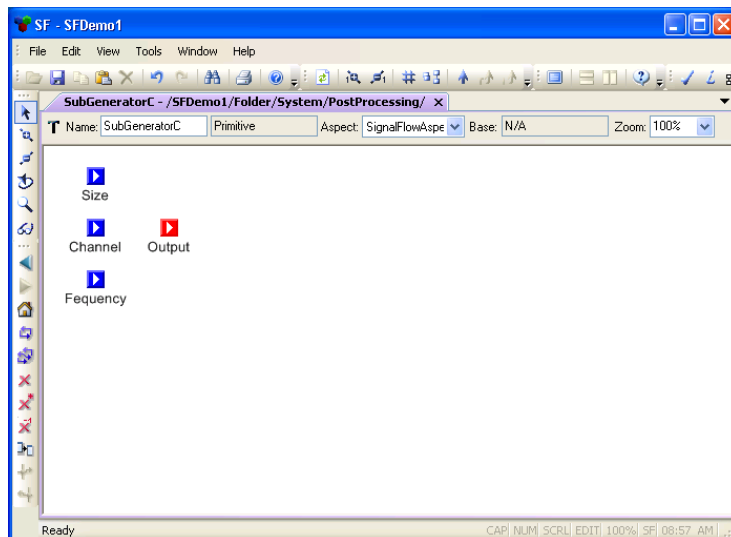 SF - SFDemo1
File Edit View Tools Window Help
SubGeneratorC - /SFDemo1/Folder/System/PostProcessing/ x
T Name: SubGeneratorC Primitive Aspect: SignalFlowAspe Base: N/A Zoom: 100%
Size
Channel Output
Fequency
Ready CAP NUM SCRL EDIT 100% SF 08:57 AM